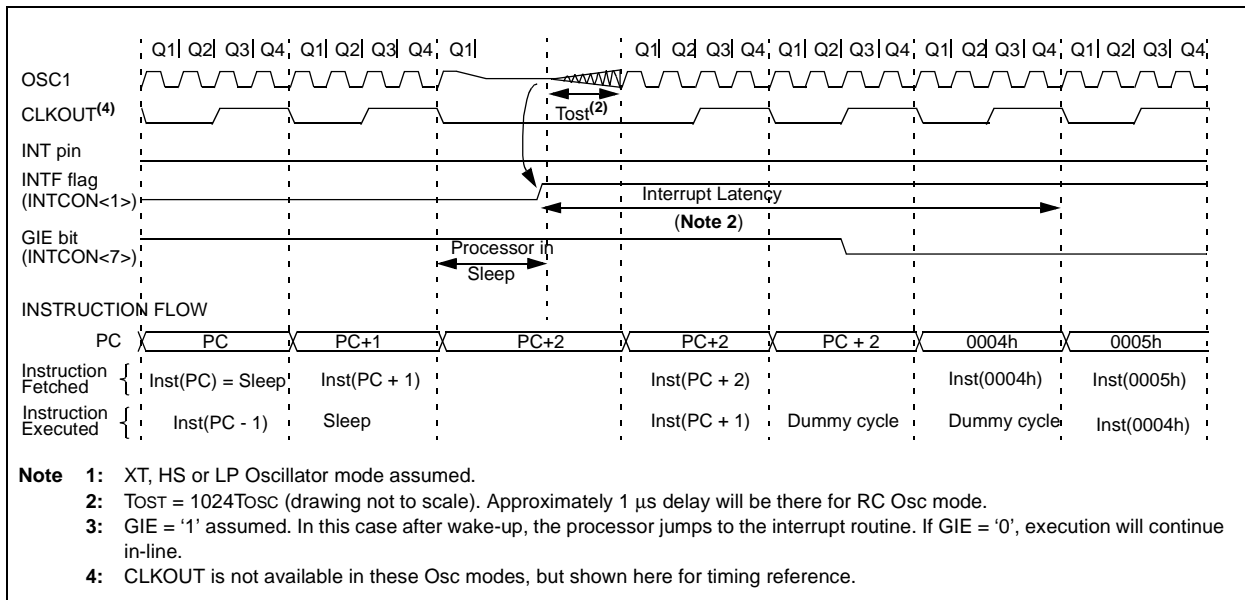 Q1 Q2 Q3 Q4 Q1 Q2 Q3 Q4 Q1 Q1 Q2 Q3 Q4 Q1 Q2 Q3 Q4 Q1 Q2 Q3 Q4 Q1 Q2 Q3 Q4
OSC1
CLKOUT(4) TOST(2)
INT pin
INTF flag
(INTCON<1>)
Interrupt Latency
(Note 2)
GIE bit
(INTCON<7>)
Processor in
Sleep
INSTRUCTION FLOW
PC PC PC+1 PC+2 PC+2 PC + 2 0004h 0005h
Instruction
Fetched
Inst(PC) = Sleep Inst(PC + 1) Inst(PC + 2) Inst(0004h) Inst(0005h)
Instruction
Executed
Inst(PC - 1) Sleep Inst(PC + 1) Dummy cycle Dummy cycle Inst(0004h)
Note 1: XT, HS or LP Oscillator mode assumed.
2: TOST = 1024TOSC (drawing not to scale). Approximately 1 μs delay will be there for RC Osc mode.
3: GIE = ‘1’ assumed. In this case after wake-up, the processor jumps to the interrupt routine. If GIE = ‘0’, execution will continue
in-line.
4: CLKOUT is not available in these Osc modes, but shown here for timing reference.